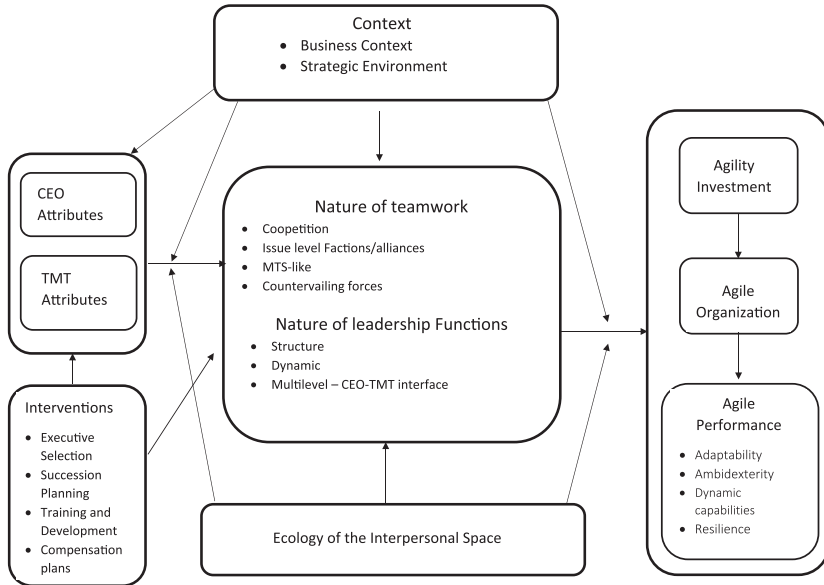 Context
• Business Context
• Strategic Environment
CEO
Attributes
TMT
Attributes
Interventions
• Executive
Selection
• Succession
Planning
• Training and
Development
• Compensation
plans
Nature of teamwork
• Coopetition
• Issue level Factions/alliances
• MTS-like
• Countervailing forces
Nature of leadership Functions
• Structure
• Dynamic
• Multilevel – CEO-TMT interface
Ecology of the Interpersonal Space
Agility
Investment
Agile
Organization
Agile
Performance
• Adaptability
• Ambidexterity
• Dynamic
capabilities
• Resilience